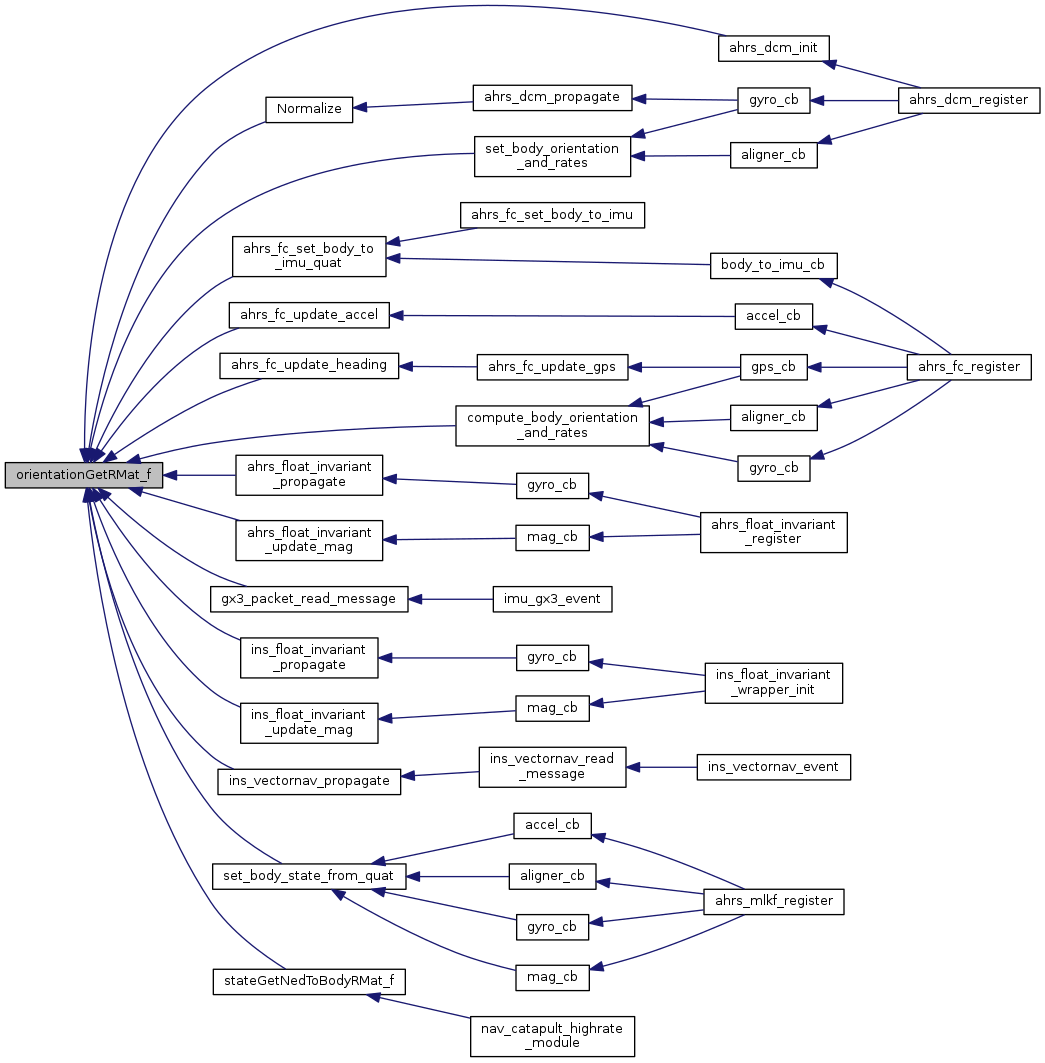 ahrs_dcm_init
ahrs_dcm_propagate
gyro_cb
ahrs_dcm_register
Normalize
set_body_orientation
_and_rates
aligner_cb
ahrs_fc_set_body_to_imu
ahrs_fc_set_body_to
_imu_quat
body_to_imu_cb
ahrs_fc_update_accel
accel_cb
ahrs_fc_update_heading
ahrs_fc_update_gps
gps_cb
ahrs_fc_register
compute_body_orientation
_and_rates
aligner_cb
gyro_cb
orientationGetRMat_f
ahrs_float_invariant
_propagate
gyro_cb
ahrs_float_invariant
_register
ahrs_float_invariant
_update_mag
mag_cb
gx3_packet_read_message
imu_gx3_event
ins_float_invariant
_propagate
gyro_cb
ins_float_invariant
_wrapper_init
ins_float_invariant
_update_mag
mag_cb
ins_vectornav_propagate
ins_vectornav_read
_message
ins_vectornav_event
accel_cb
set_body_state_from_quat
aligner_cb
ahrs_mlkf_register
gyro_cb
mag_cb
stateGetNedToBodyRMat_f
nav_catapult_highrate
_module